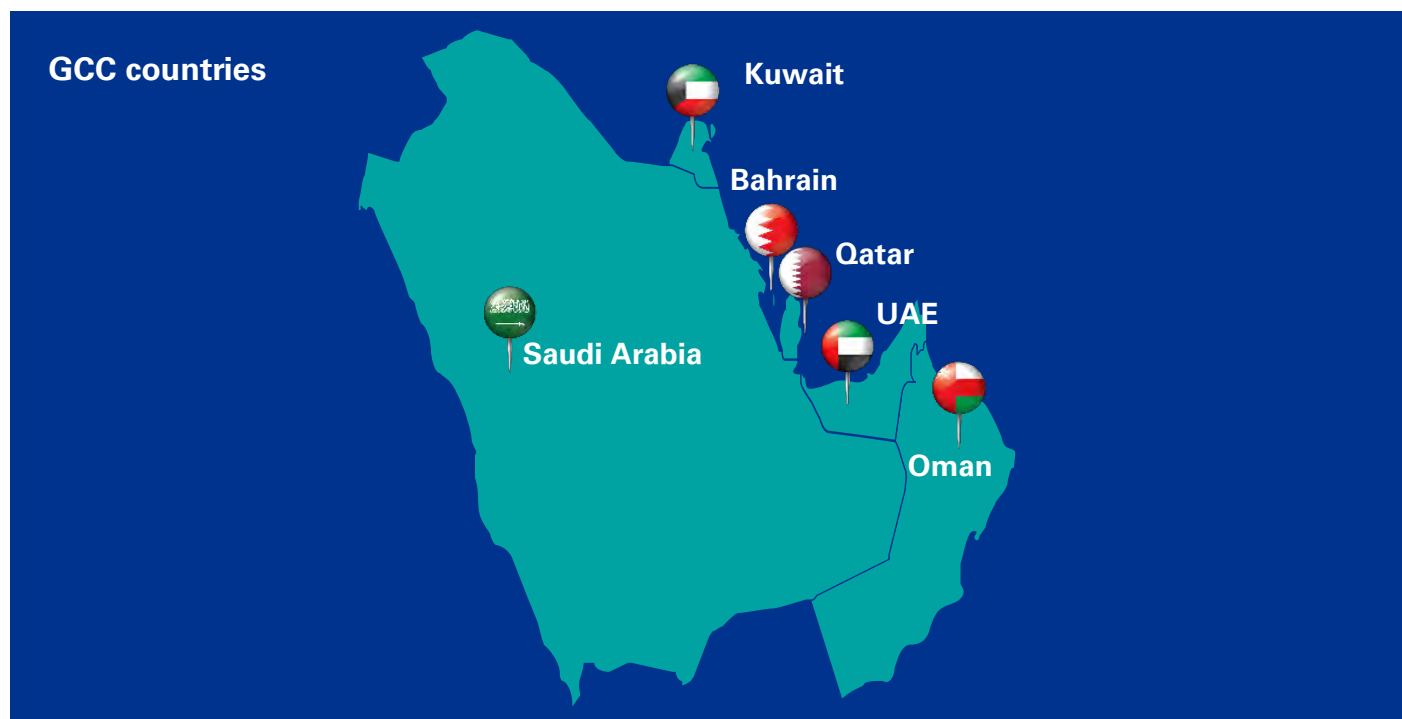 GCC countries
Kuwait
Bahrain
Qatar
UAE
Saudi Arabia
Oman